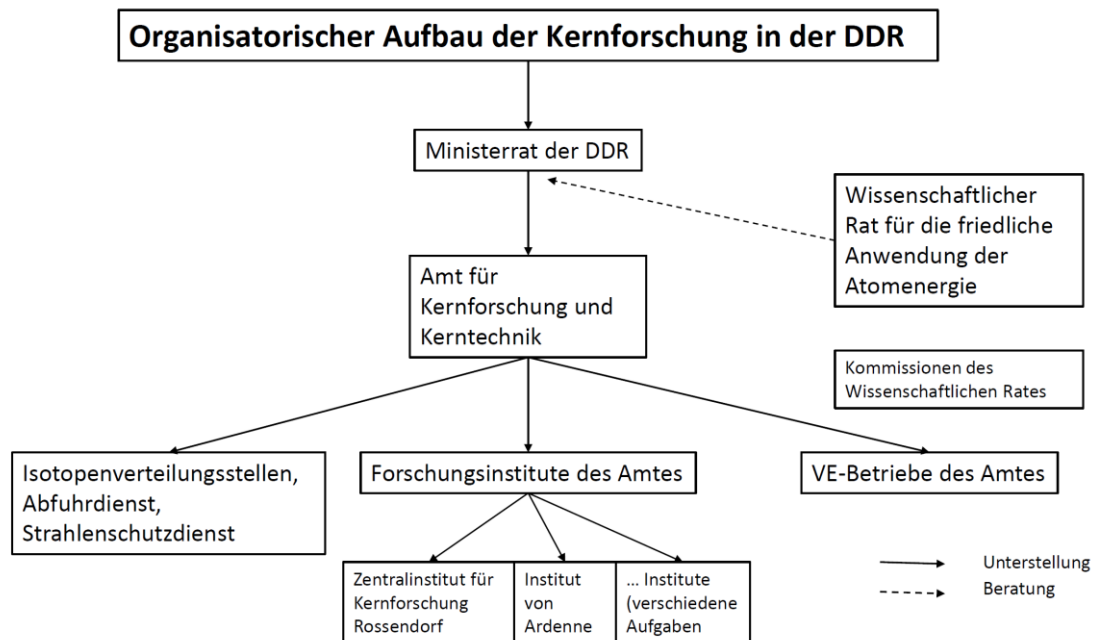 Organisatorischer Aufbau der Kernforschung in der DDR
Ministerrat der DDR
Wissenschaftlicher
Rat für die friedliche
Anwendung der
Atomenergie
Amt für
Kernforschung und
Kerntechnik
Kommissionen des
Wissenschaftlichen Rates
Isotopenverteilungsstellen,
Abfuhrdienst,
Strahlenschutzdienst
Forschungsinstitute des Amtes
VE-Betriebe des Amtes
Zentralinstitut für
Kernforschung
Rossendorf
Institut
von
Ardenne
... Institute
(verschiedene
Aufgaben
Unterstellung
Beratung